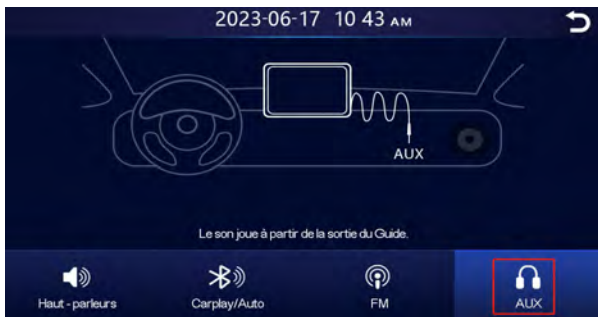 2023-06-17 10 43 AM
AUX
Le son joue à partir de la sortie du Guide.
Haut-parleurs
Carplay/Auto
FM
AUX